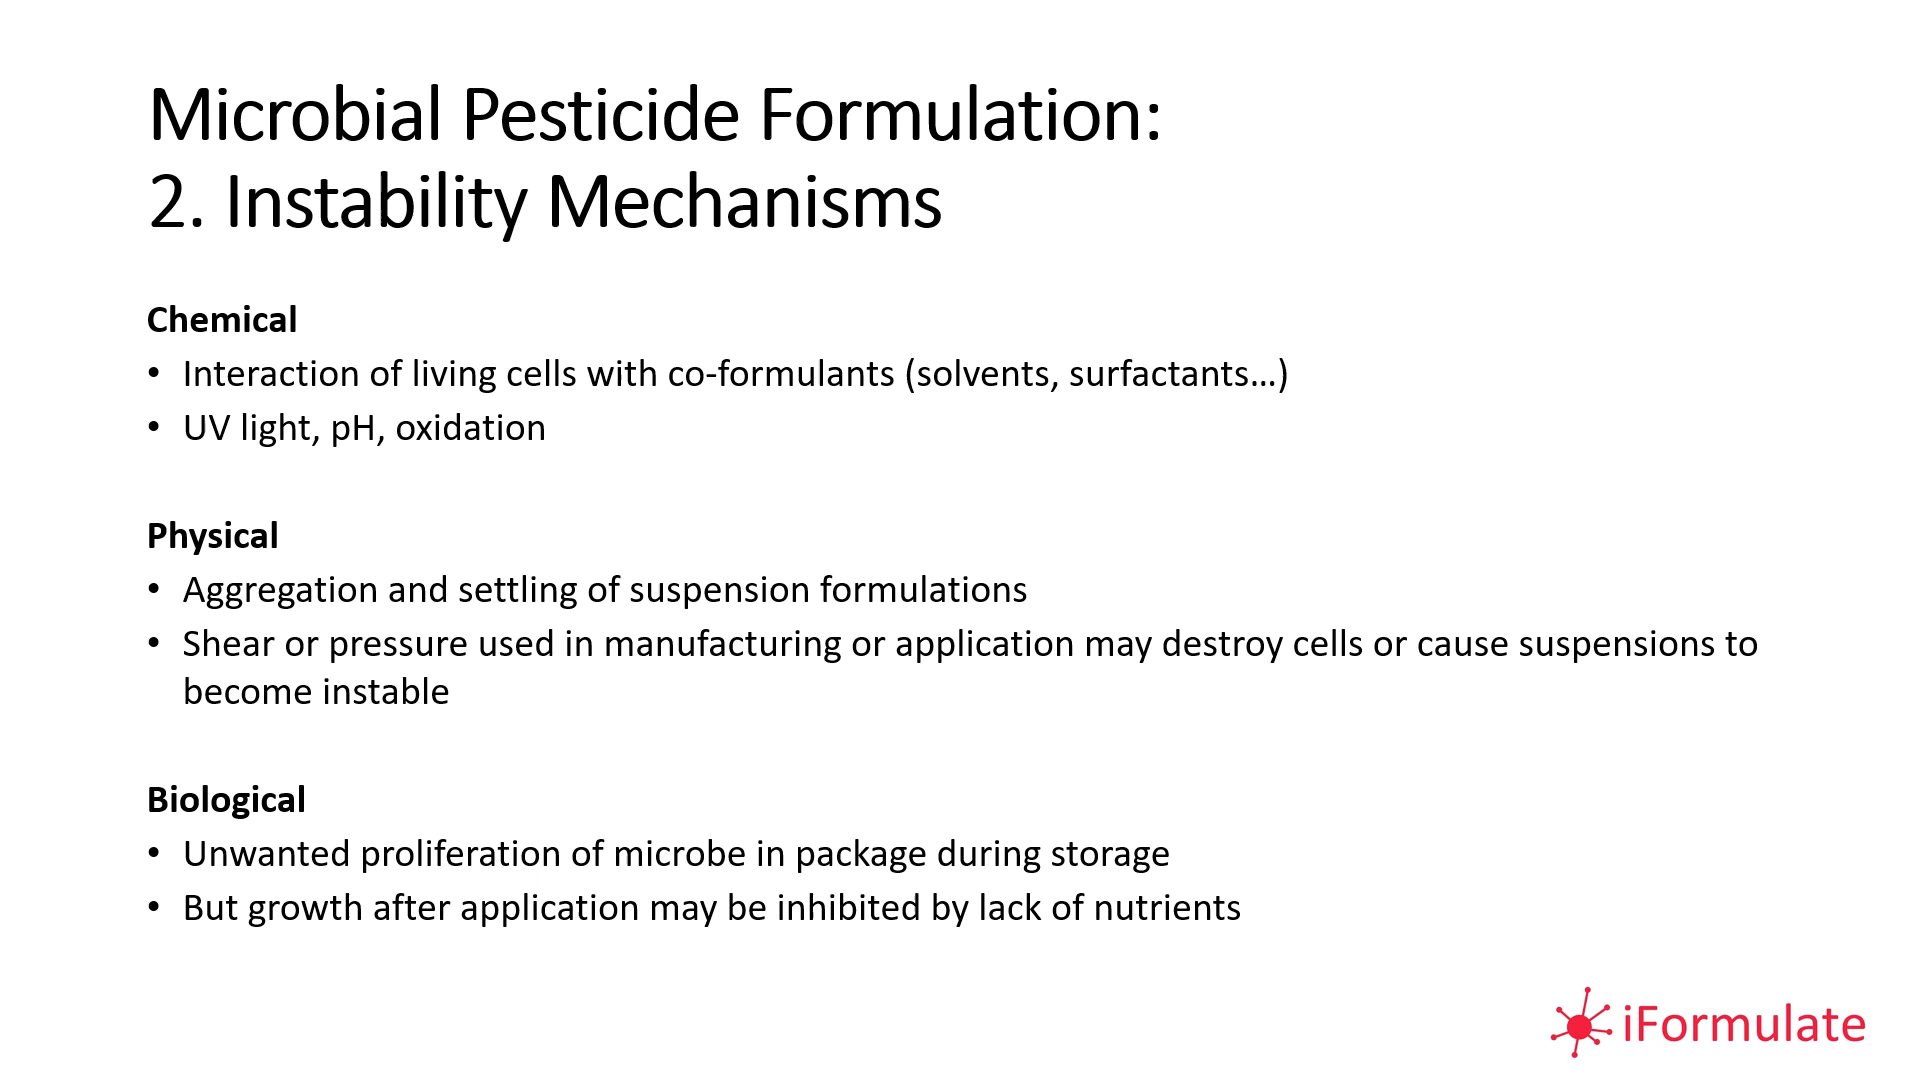 Microbial Pesticide Formulation:
2. Instability Mechanisms
Chemical
• Interaction of living cells with co-formulants (solvents, surfactants…)
• UV light, pH, oxidation
Physical
• Aggregation and settling of suspension formulations
• Shear or pressure used in manufacturing or application may destroy cells or cause suspensions to
become instable
Biological
• Unwanted proliferation of microbe in package during storage
• But growth after application may be inhibited by lack of nutrients
iFormulate